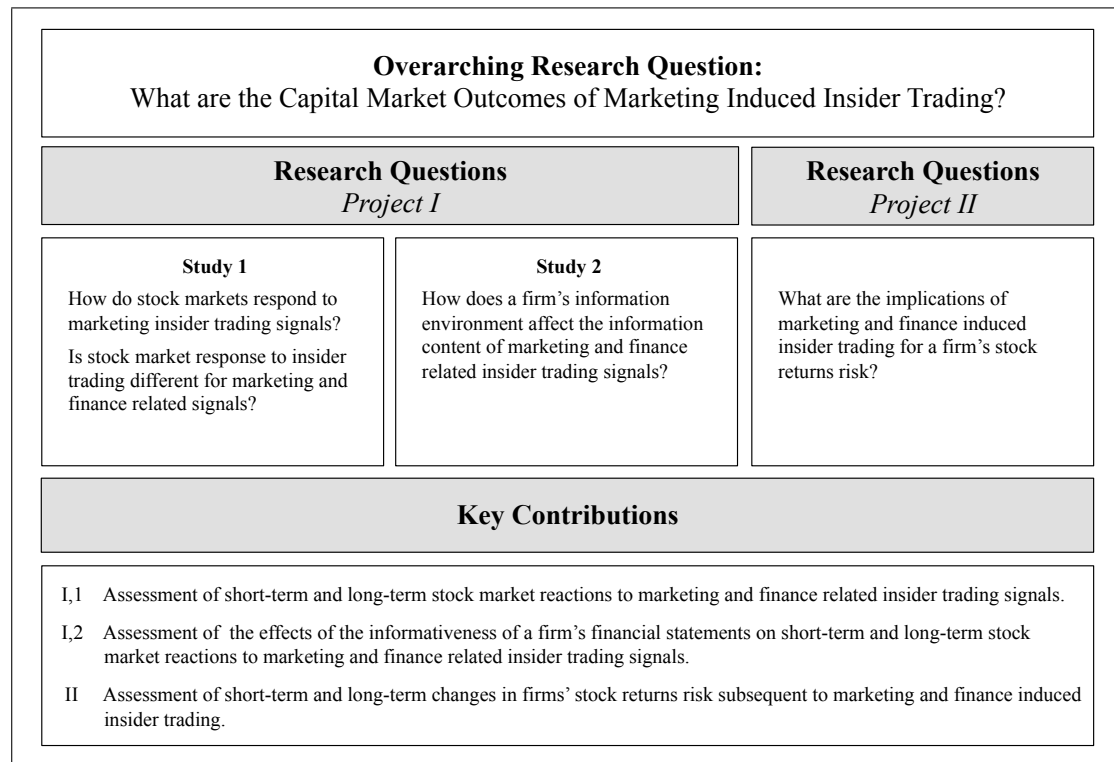 Overarching Research Question:
What are the Capital Market Outcomes of Marketing Induced Insider Trading?
Research Questions
Project I
Research Questions
Project II
Study 1
How do stock markets respond to
marketing insider trading signals?
Is stock market response to insider
trading different for marketing and
finance related signals?
Study 2
How does a firm's information
environment affect the information
content of marketing and finance
related insider trading signals?
What are the implications of
marketing and finance induced
insider trading for a firm's stock
returns risk?
Key Contributions
I,1 Assessment of short-term and long-term stock market reactions to marketing and finance related insider trading signals.
I,2 Assessment of the effects of the informativeness of a firm's financial statements on short-term and long-term stock
market reactions to marketing and finance related insider trading signals.
II Assessment of short-term and long-term changes in firms' stock returns risk subsequent to marketing and finance induced
insider trading.